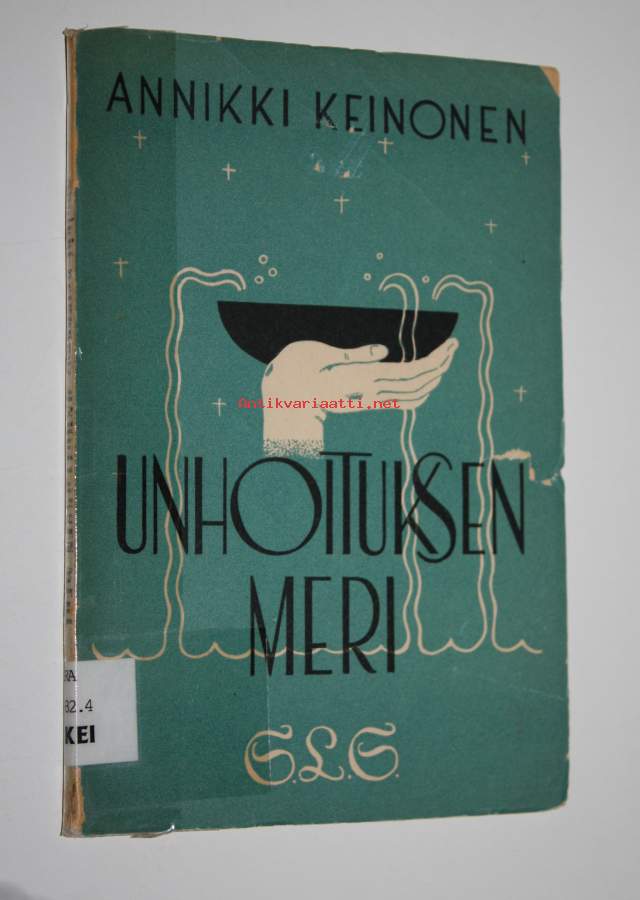 ANNIKKI KEINONEN
Antikvariaatti.net
UNHOITUKSEN
MERI
S.L.S.
82.4
KEI